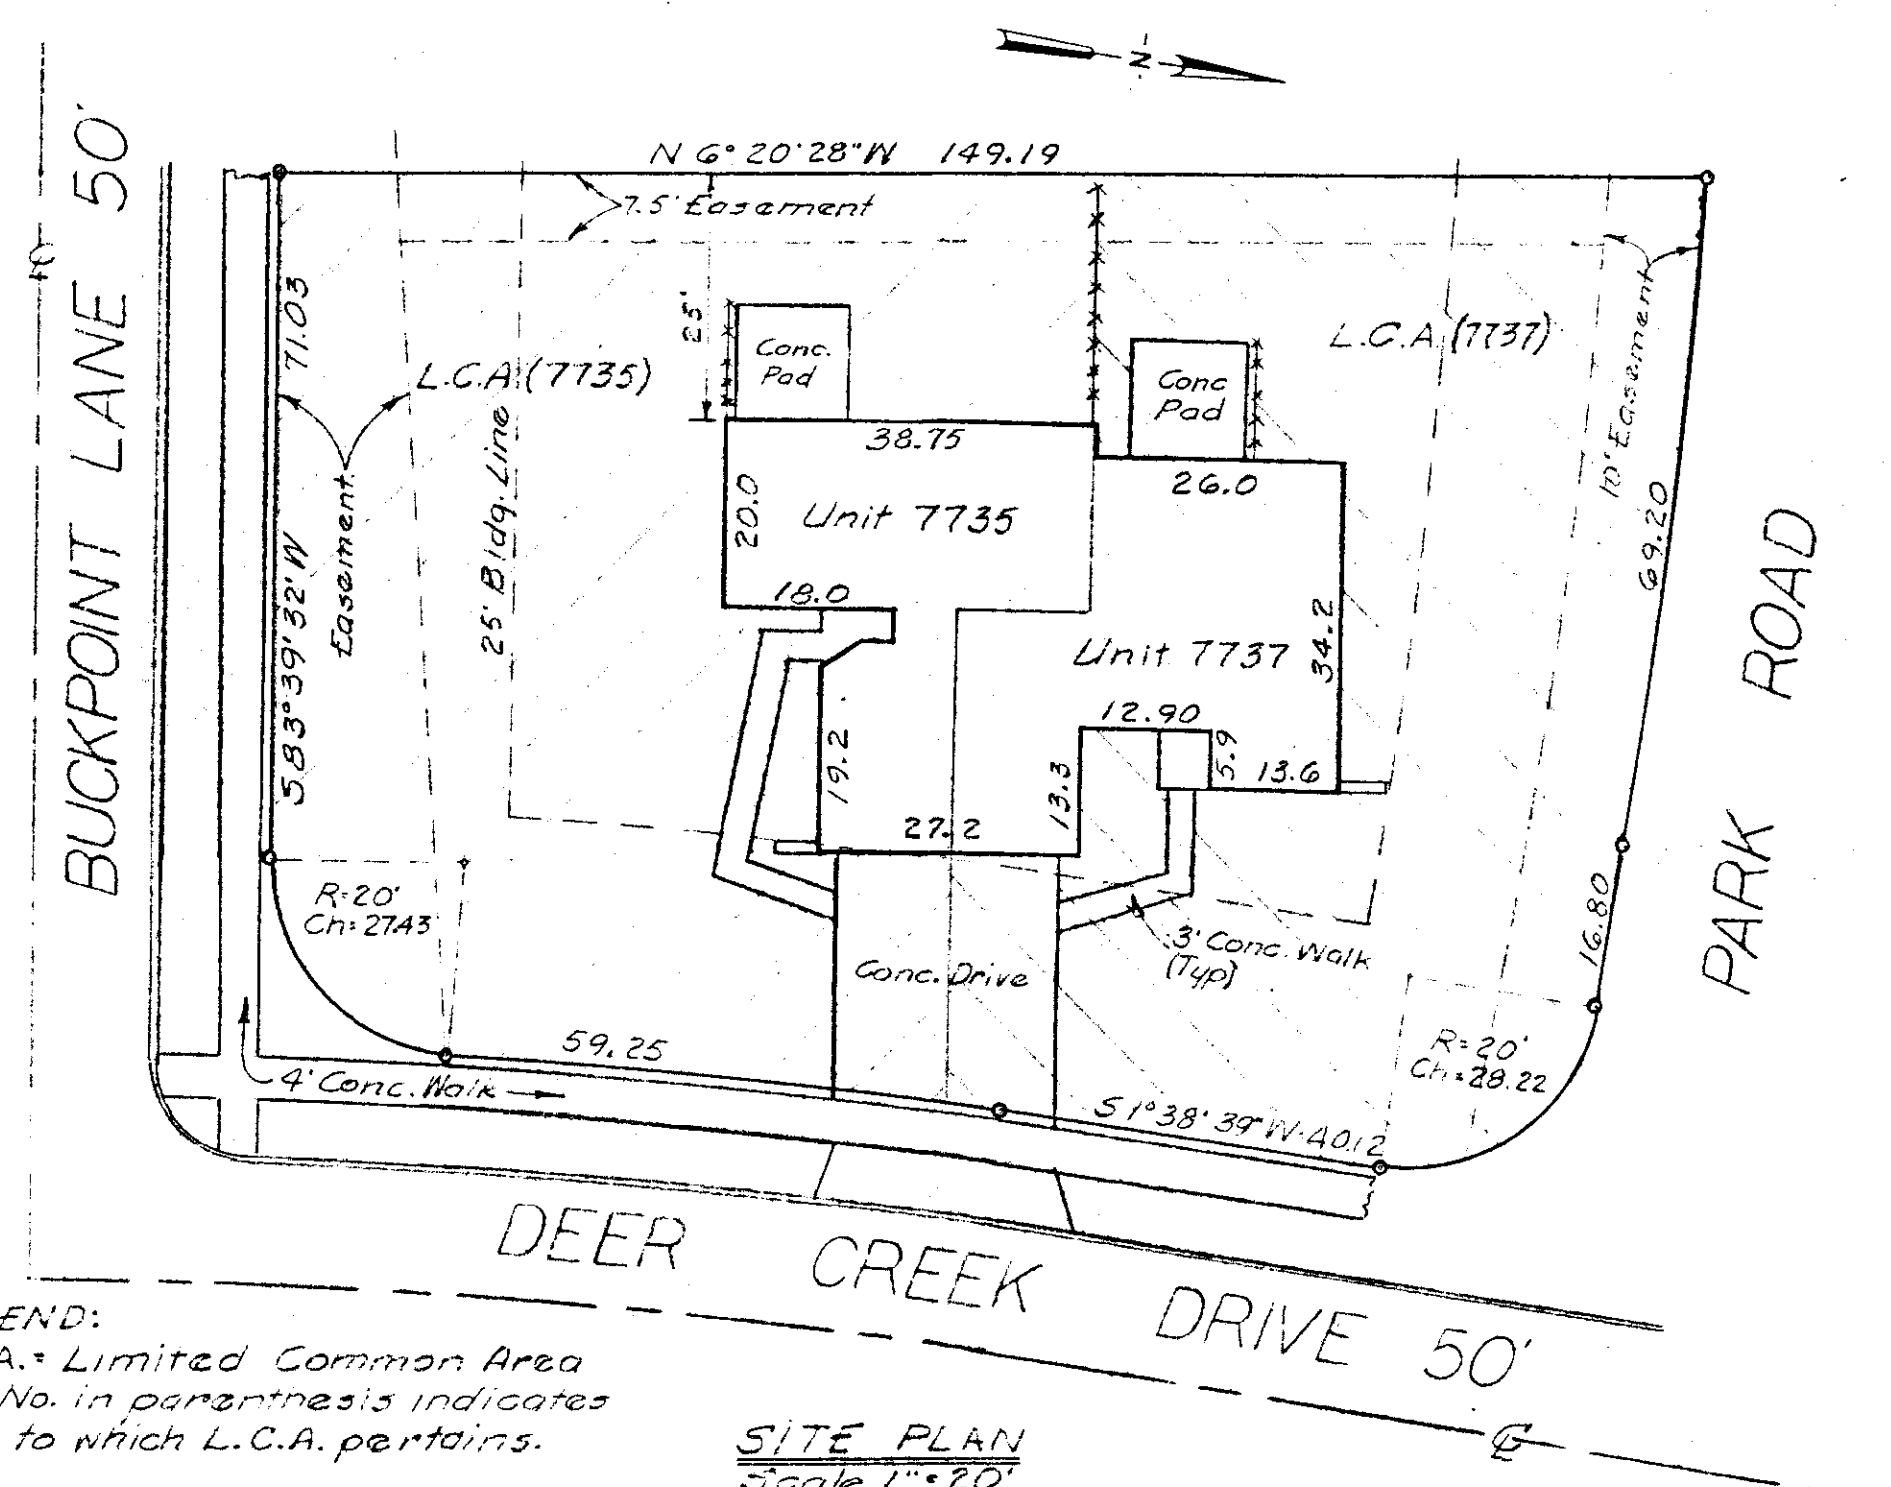 N
N 6° 20' 28" W 149.19
7.5' Easement
BUCKPOINT LANE 50'
71.03
S 83° 39' 32" W
Easement
L.C.A. (7735)
25' Bldg. Line
25'
Conc.
Pad
Conc
Pad
L.C.A. (7737)
10' Easement
69.20
PARK ROAD
38.75
20.0
Unit 7735
26.0
18.0
Unit 7737
34.2
12.90
19.2
13.3
5.9
13.6
27.2
R=20'
Ch=27.43
Conc. Drive
3' Conc. Walk
(Typ)
16.80
R=20'
Ch=28.22
59.25
4' Conc. Walk
S 1° 38' 39" W 40.12
DEER CREEK DRIVE 50'
END:
A.= Limited Common Area
No. in parenthesis indicates
to which L.C.A. pertains.
SITE PLAN
Scale 1"=20'